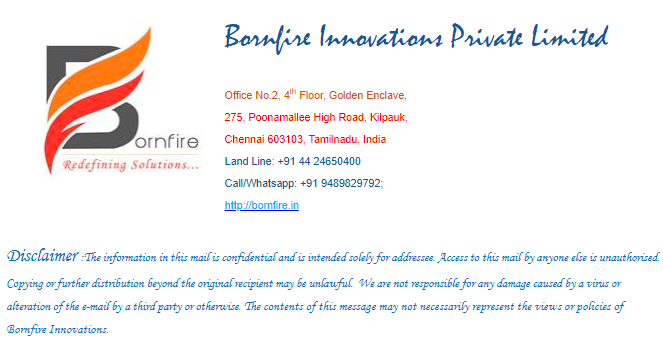 Bornfire Innovations Private Limited
Bornfire
Redefining Solutions...
Office No.2, 4th Floor, Golden Enclave,
275, Poonamallee High Road, Kilpauk,
Chennai 603103, Tamilnadu, India
Land Line: +91 44 24650400
Call/Whatsapp: +91 9489829792;
http://bornfire.in
Disclaimer :The information in this mail is confidential and is intended solely for addressee. Access to this mail by anyone else is unauthorised.
Copying or further distribution beyond the original recipient may be unlawful. We are not responsible for any damage caused by a virus or
alteration of the e-mail by a third party or otherwise. The contents of this message may not necessarily represent the views or policies of
Bornfire Innovations.